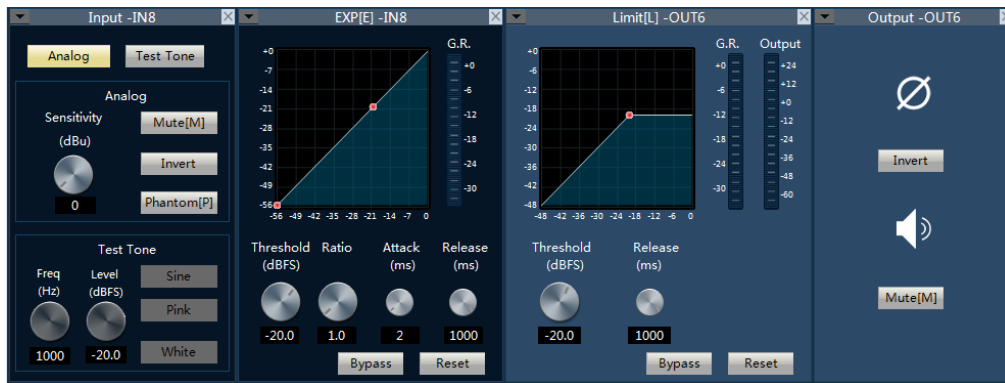 Input -IN8
Analog
Test Tone
Analog
Sensitivity
(dBu)
0
Mute[M]
Invert
Phantom[P]
Test Tone
Freq
(Hz)
Level
(dBFS)
1000
-20.0
Sine
Pink
White
EXP[E] -IN8
+0
-7
-14
-21
-28
-35
-42
-49
-56
-56 -49 -42 -35 -28 -21 -14 -7 0
G.R.
+0
-6
-12
-18
-24
-30
Threshold
(dBFS)
Ratio
Attack
(ms)
Release
(ms)
-20.0
1.0
2
1000
Bypass
Reset
Limit[L] -OUT6
+0
-6
-12
-18
-24
-30
-36
-42
-48
-48 -42 -36 -30 -24 -18 -12 -6 0
G.R.
+0
-6
-12
-18
-24
-30
Output
+24
+12
+0
-12
-24
-36
-48
-60
Threshold
(dBFS)
Release
(ms)
-20.0
1000
Bypass
Reset
Output -OUT6
Invert
Mute[M]